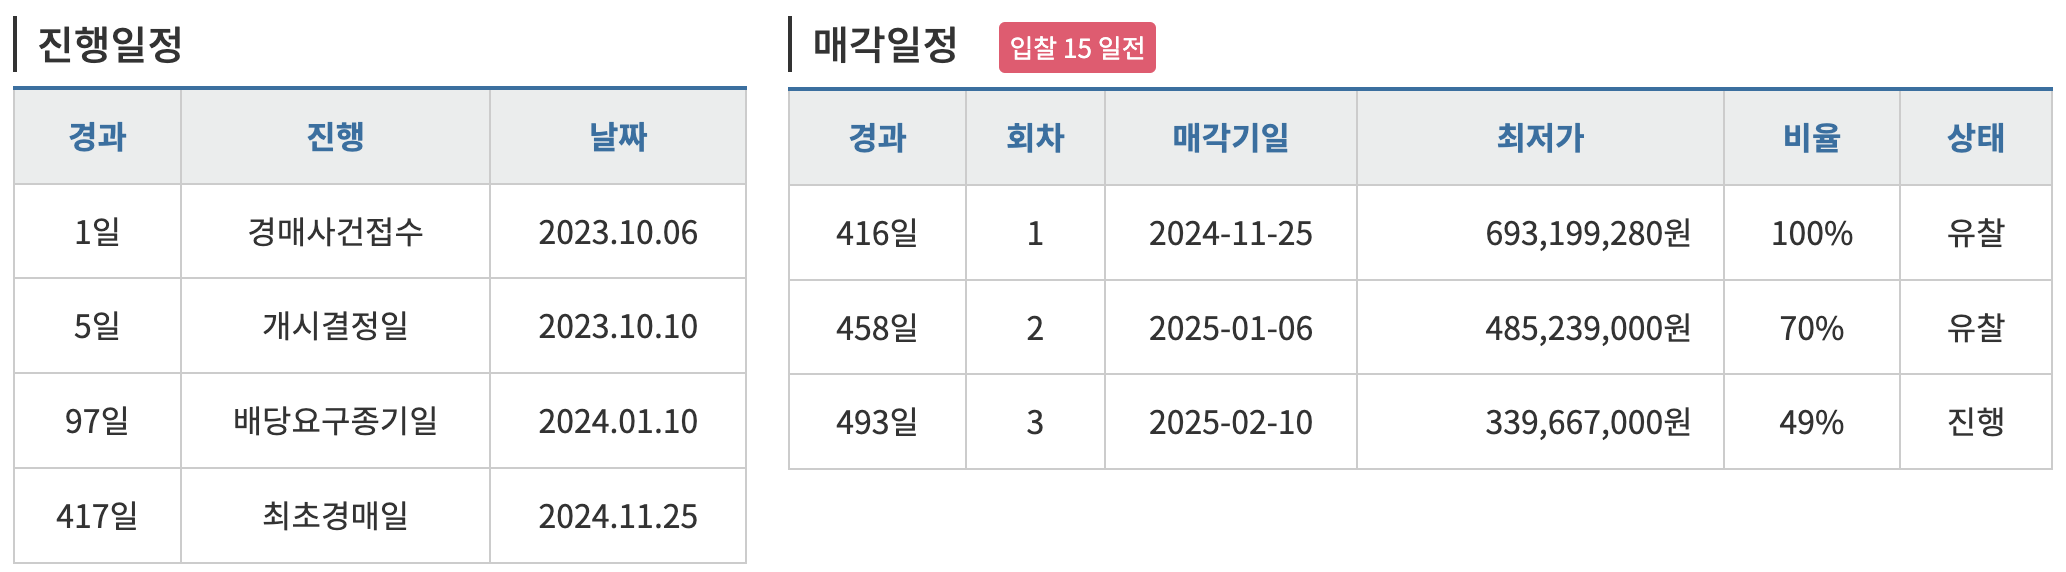 진행일정
경과 진행 날짜
1일 경매사건접수 2023.10.06
5일 개시결정일 2023.10.10
97일 배당요구종기일 2024.01.10
417일 최초경매일 2024.11.25
매각일정 입찰 15 일전
경과 회차 매각기일 최저가 비율 상태
416일 1 2024-11-25 693,199,280원 100% 유찰
458일 2 2025-01-06 485,239,000원 70% 유찰
493일 3 2025-02-10 339,667,000원 49% 진행